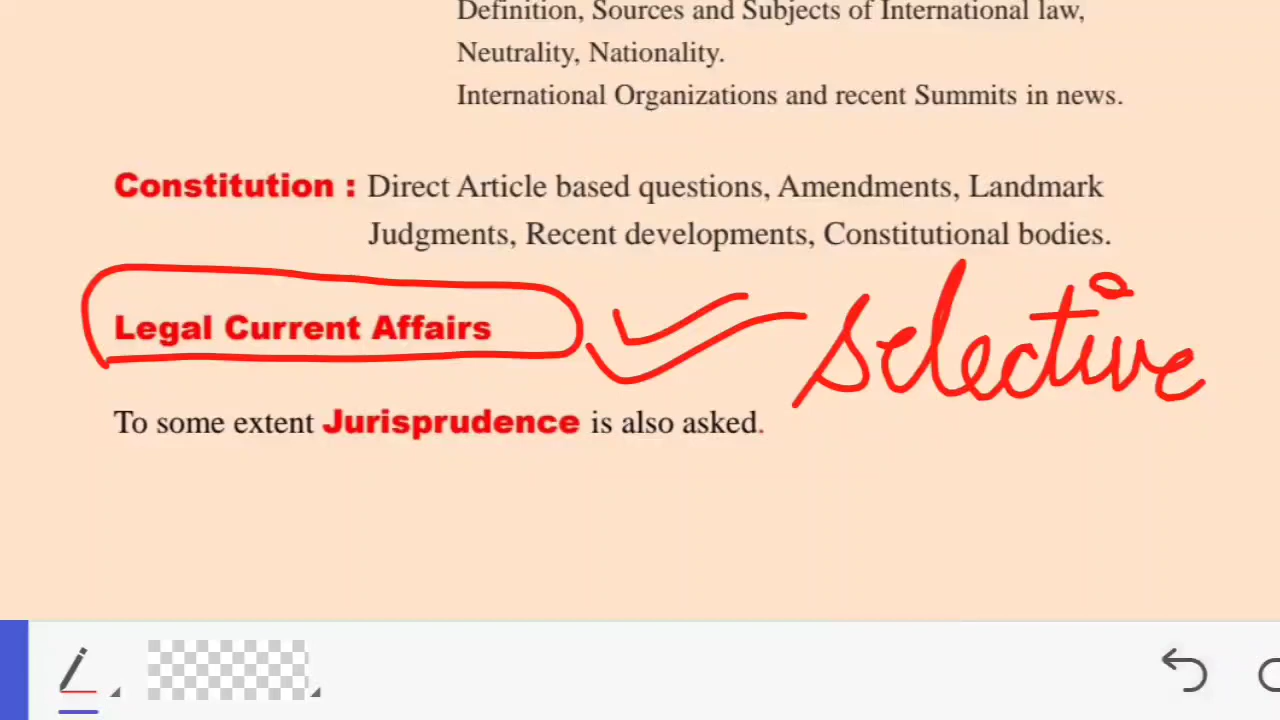 Definition, Sources and Subjects of International law,
Neutrality, Nationality.
International Organizations and recent Summits in news.
Constitution : Direct Article based questions, Amendments, Landmark
Judgments, Recent developments, Constitutional bodies.
Legal Current Affairs selective
To some extent Jurisprudence is also asked.